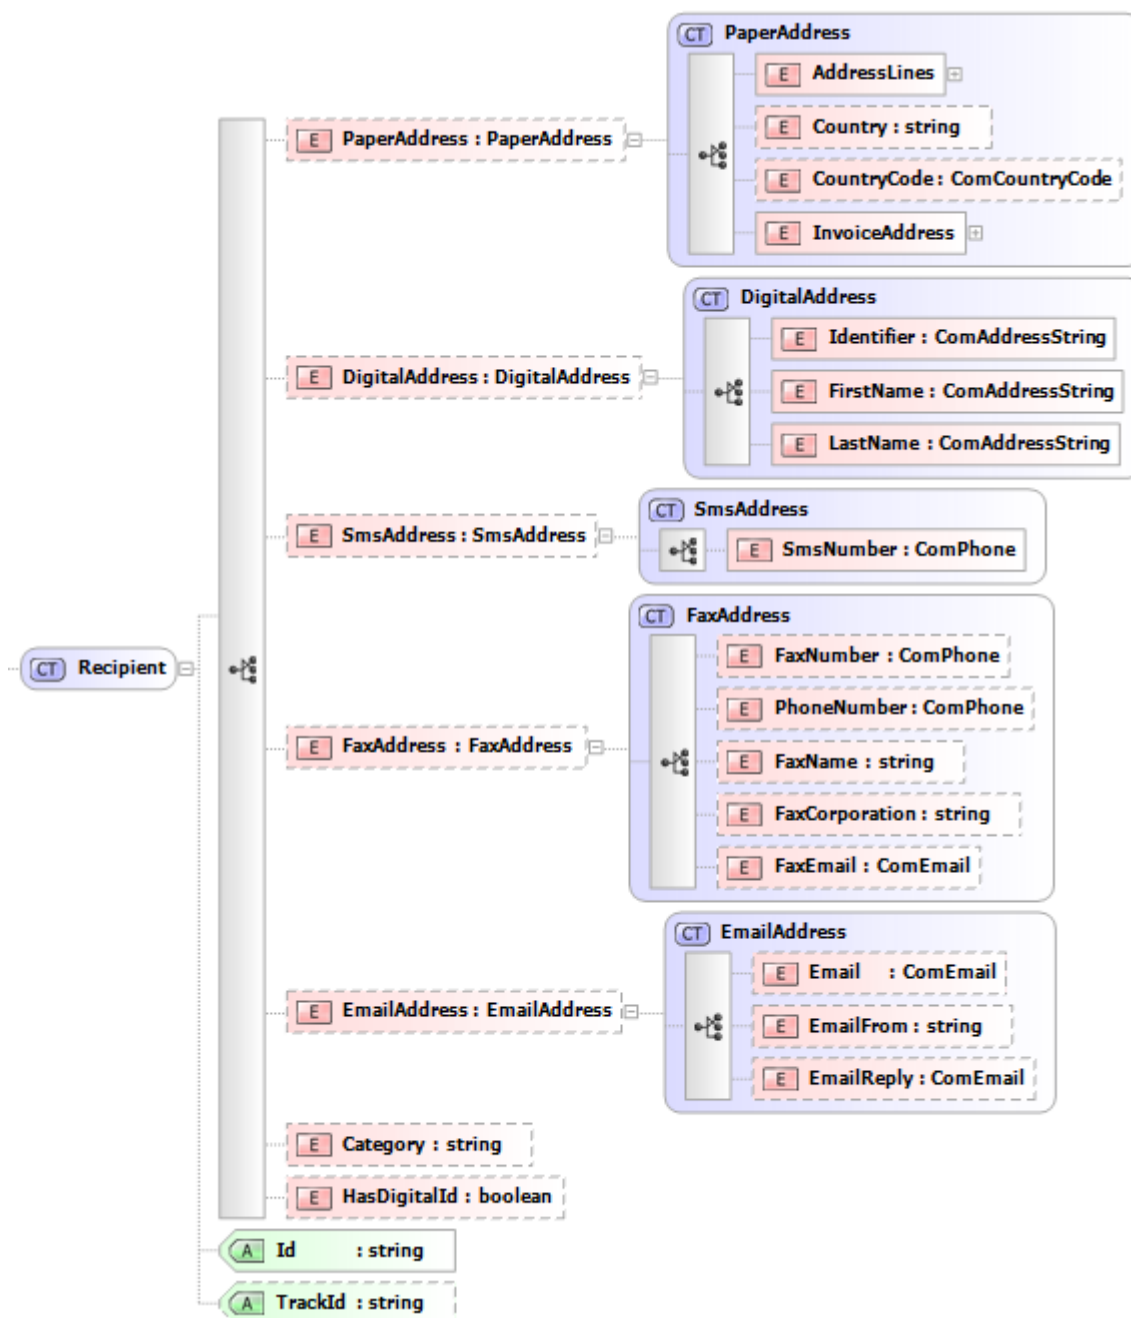 CT PaperAddress
E AddressLines
E PaperAddress : PaperAddress
E Country : string
E CountryCode : ComCountryCode
E InvoiceAddress
CT DigitalAddress
E Identifier : ComAddressString
E DigitalAddress : DigitalAddress
E FirstName : ComAddressString
E LastName : ComAddressString
CT SmsAddress
E SmsAddress : SmsAddress
E SmsNumber : ComPhone
CT FaxAddress
E FaxNumber : ComPhone
CT Recipient
E PhoneNumber : ComPhone
E FaxAddress : FaxAddress
E FaxName : string
E FaxCorporation : string
E FaxEmail : ComEmail
CT EmailAddress
E Email : ComEmail
E EmailAddress : EmailAddress
E EmailFrom : string
E EmailReply : ComEmail
E Category : string
E HasDigitalId : boolean
A Id : string
A TrackId : string